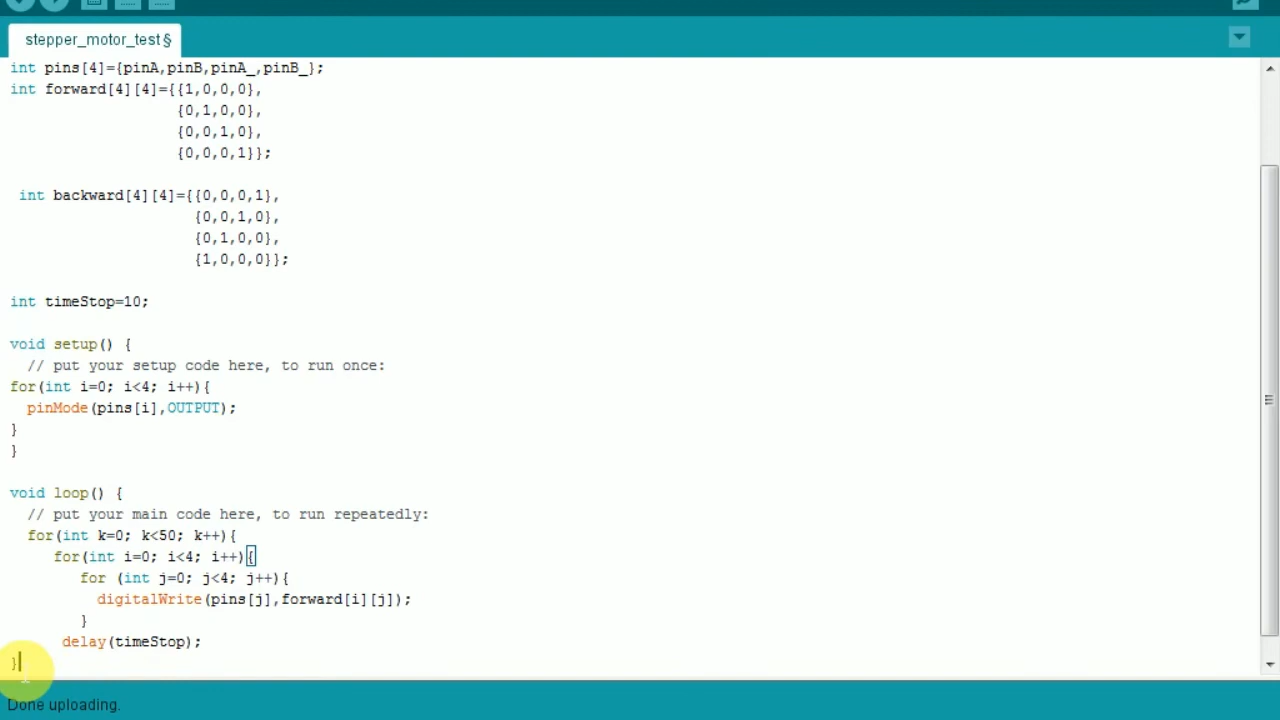 stepper_motor_test§
int pins[4]={pinA,pinB,pinA_,pinB_};
int forward[4][4]={{1,0,0,0},
{0,1,0,0},
{0,0,1,0},
{0,0,0,1}};
int backward[4][4]={{0,0,0,1},
{0,0,1,0},
{0,1,0,0},
{1,0,0,0}};
int timeStop=10;
void setup() {
// put your setup code here, to run once:
for(int i=0; i<4; i++){
pinMode(pins[i],OUTPUT);
}
}
void loop() {
// put your main code here, to run repeatedly:
for(int k=0; k<50; k++){
for(int i=0; i<4; i++){
for (int j=0; j<4; j++){
digitalWrite(pins[j],forward[i][j]);
}
delay(timeStop);
}
Done uploading.